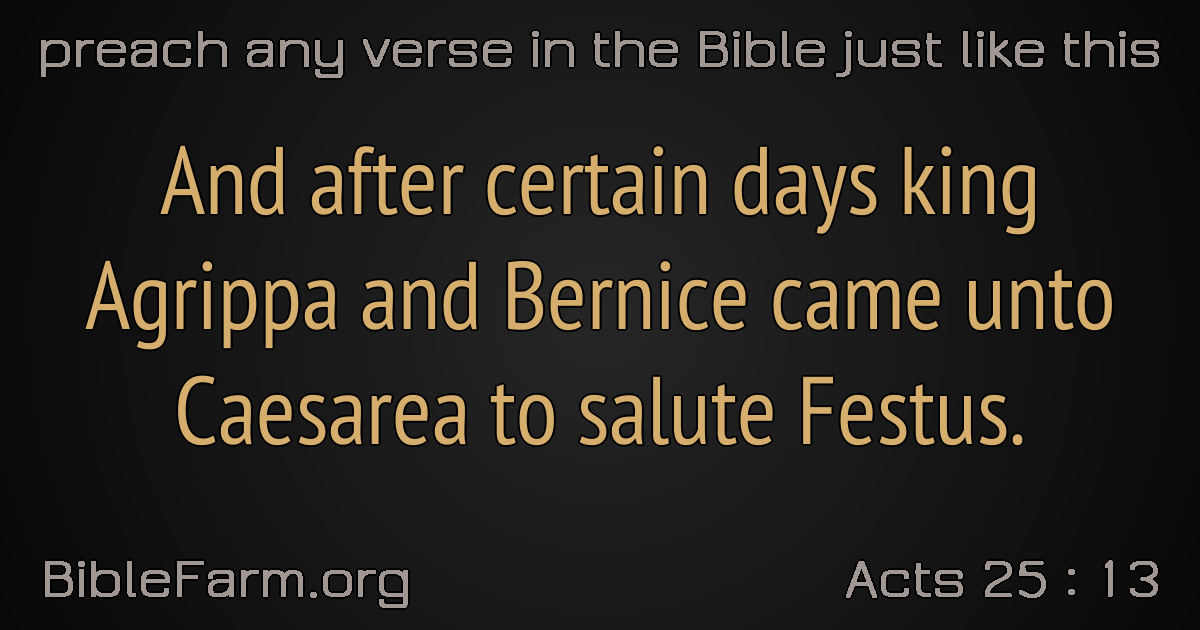 preach any verse in the Bible just like this
And after certain days king
Agrippa and Bernice came unto
Caesarea to salute Festus.
BibleFarm.org
Acts 25 : 13